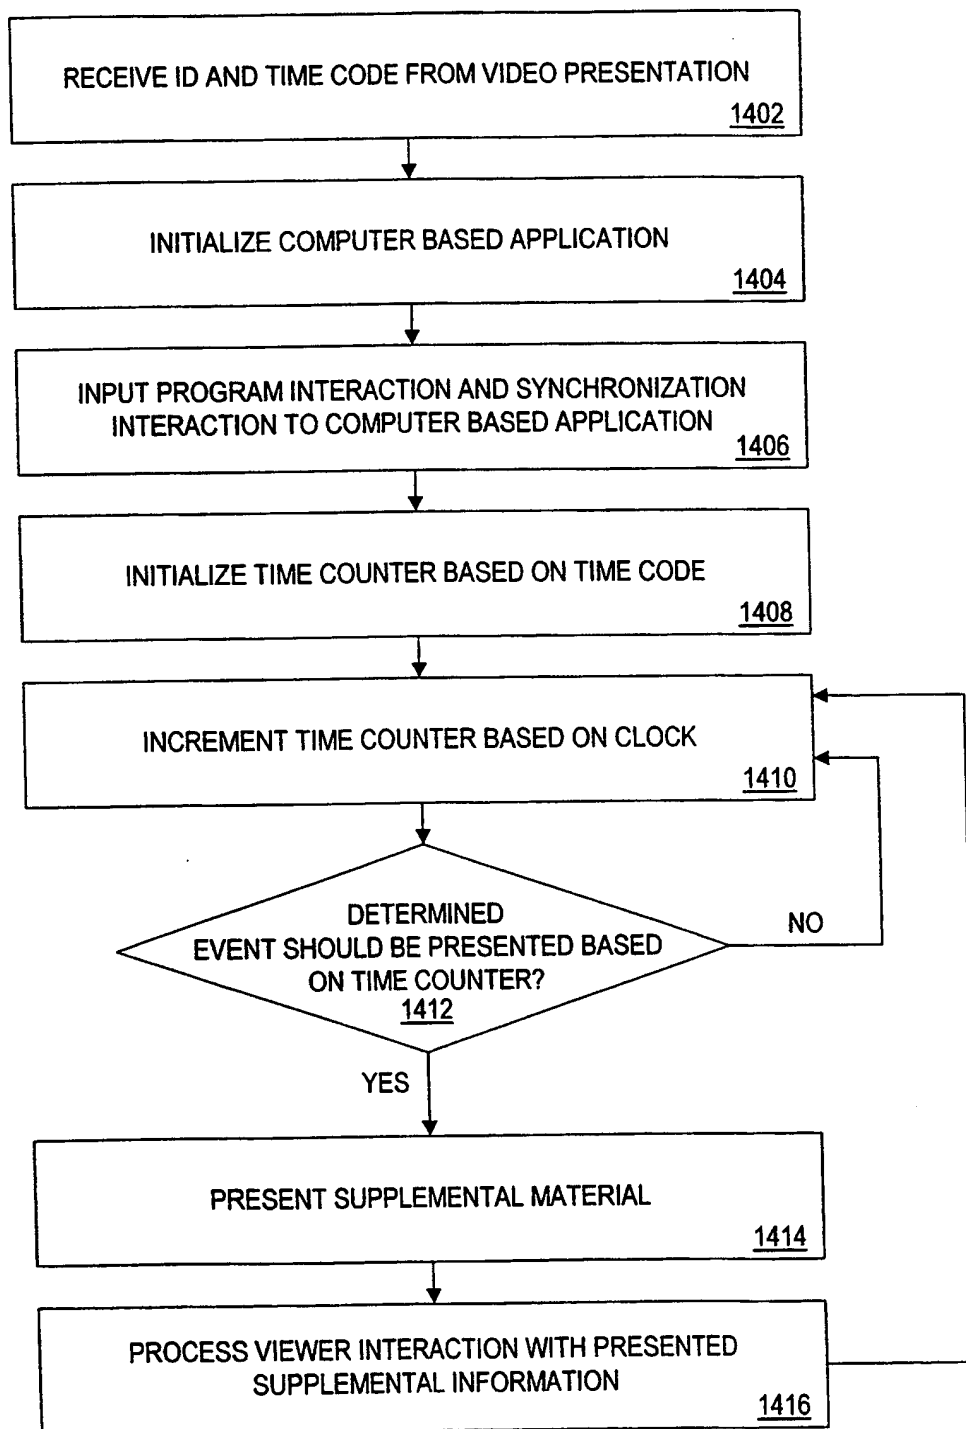 RECEIVE ID AND TIME CODE FROM VIDEO PRESENTATION
1402
INITIALIZE COMPUTER BASED APPLICATION
1404
INPUT PROGRAM INTERACTION AND SYNCHRONIZATION
INTERACTION TO COMPUTER BASED APPLICATION
1406
INITIALIZE TIME COUNTER BASED ON TIME CODE
1408
INCREMENT TIME COUNTER BASED ON CLOCK
1410
DETERMINED
EVENT SHOULD BE PRESENTED BASED
ON TIME COUNTER?
1412
NO
YES
PRESENT SUPPLEMENTAL MATERIAL
1414
PROCESS VIEWER INTERACTION WITH PRESENTED
SUPPLEMENTAL INFORMATION
1416